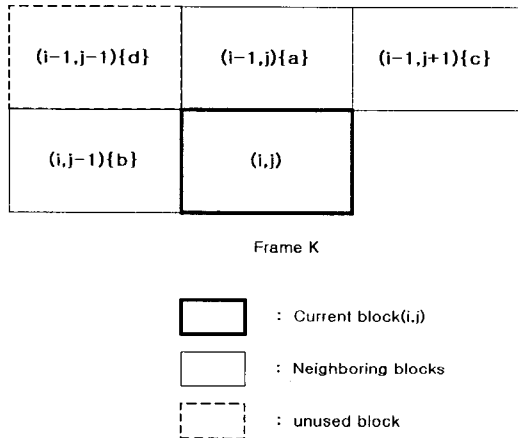 (i-1,j-1){d} (i-1,j){a} (i-1,j+1){c}
(i,j-1){b} (i,j)
Frame K
: Current block(i.j)
: Neighboring blocks
: unused block